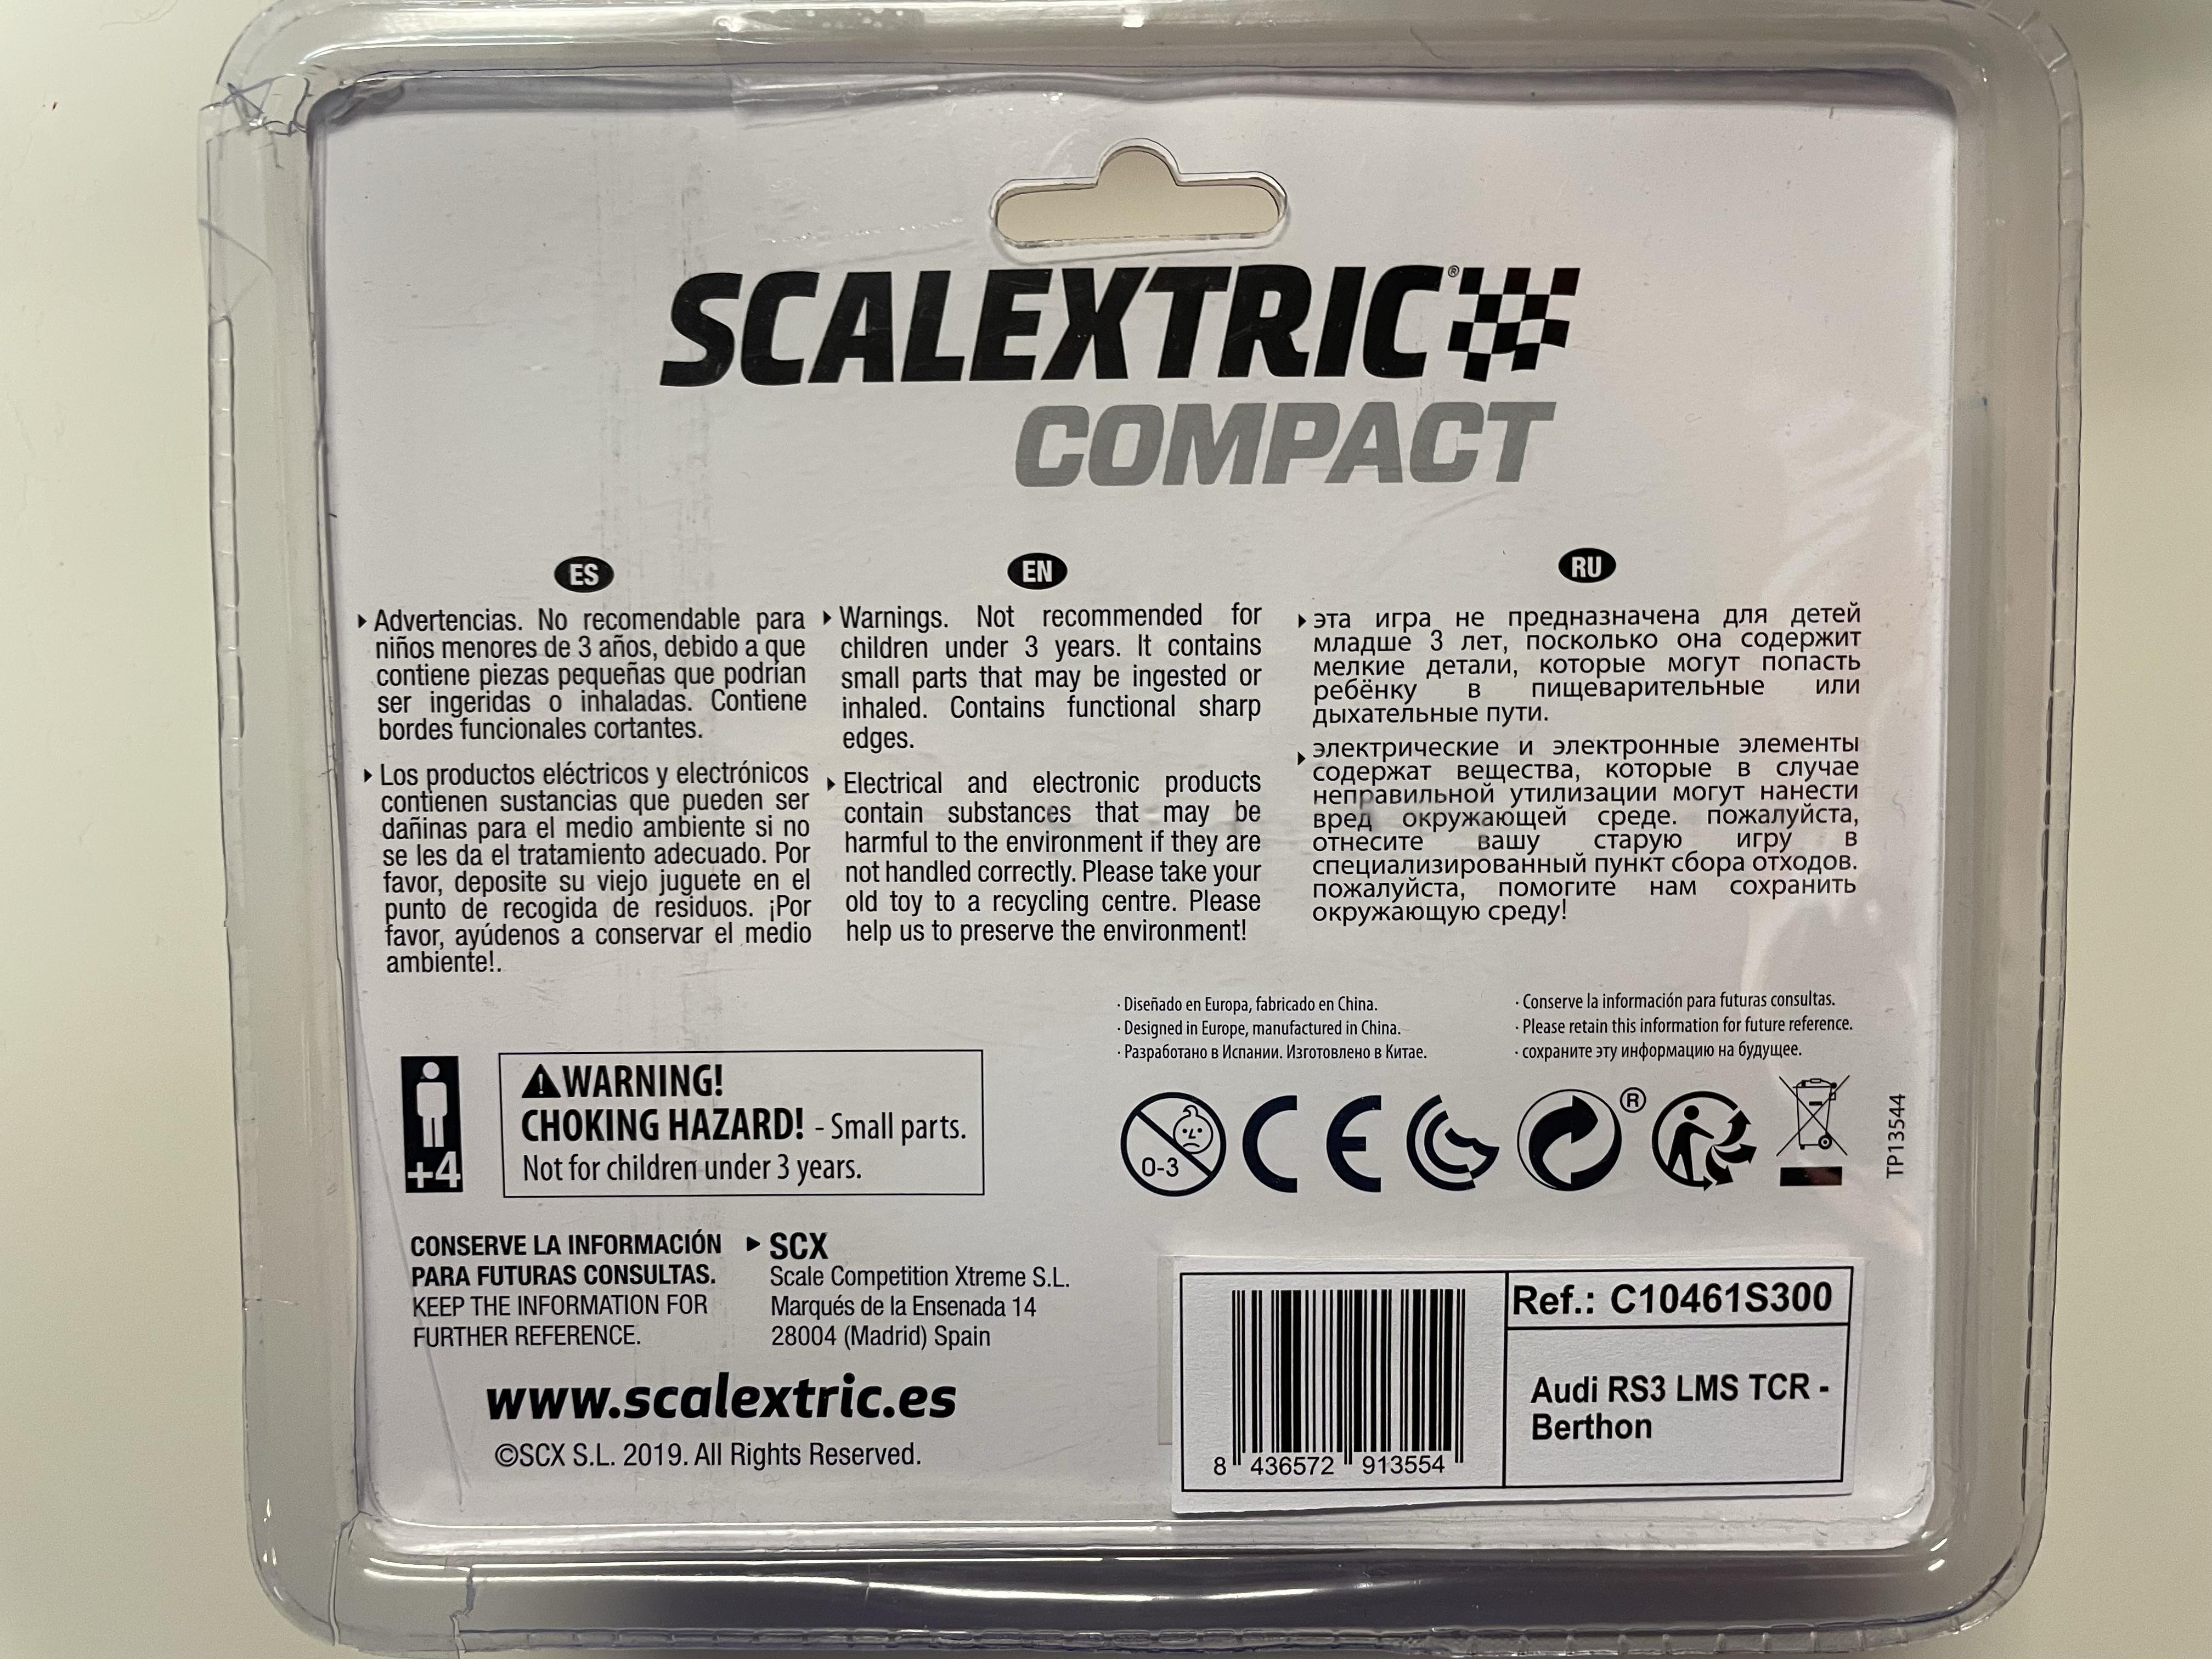 SCALEXTRIC®
COMPACT
ES
Advertencias. No recomendable para
niños menores de 3 años, debido a que
contiene piezas pequeñas que podrían
ser ingeridas o inhaladas. Contiene
bordes funcionales cortantes.
Los productos eléctricos y electrónicos
contienen sustancias que pueden ser
dañinas para el medio ambiente si no
se les da el tratamiento adecuado. Por
favor, deposite su viejo juguete en el
punto de recogida de residuos. ¡Por
favor, ayúdenos a conservar el medio
ambiente!.
EN
Warnings. Not recommended for
children under 3 years. It contains
small parts that may be ingested or
inhaled. Contains functional sharp
edges.
Electrical and electronic products
contain substances that may be
harmful to the environment if they are
not handled correctly. Please take your
old toy to a recycling centre. Please
help us to preserve the environment!
RU
эта игра не предназначена для детей
младше 3 лет, посколько она содержит
мелкие детали, которые могут попасть
ребёнку в пищеварительные или
дыхательные пути.
электрические и электронные элементы
содержат вещества, которые в случае
неправильной утилизации могут нанести
вред окружающей среде. пожалуйста,
отнесите вашу старую игру в
специализированный пункт сбора отходов.
пожалуйста, помогите нам сохранить
окружающую среду!
· Diseñado en Europa, fabricado en China.
· Designed in Europe, manufactured in China.
· Разработано в Испании. Изготовлено в Китае.
· Conserve la información para futuras consultas.
· Please retain this information for future reference.
· сохраните эту информацию на будущее.
+4
WARNING!
CHOKING HAZARD! - Small parts.
Not for children under 3 years.
0-3
CE
®
TP13544
CONSERVE LA INFORMACIÓN
PARA FUTURAS CONSULTAS.
KEEP THE INFORMATION FOR
FURTHER REFERENCE.
SCX
Scale Competition Xtreme S.L.
Marqués de la Ensenada 14
28004 (Madrid) Spain
www.scalextric.es
©SCX S.L. 2019. All Rights Reserved.
8 436572 913554
Ref.: C10461S300
Audi RS3 LMS TCR -
Berthon